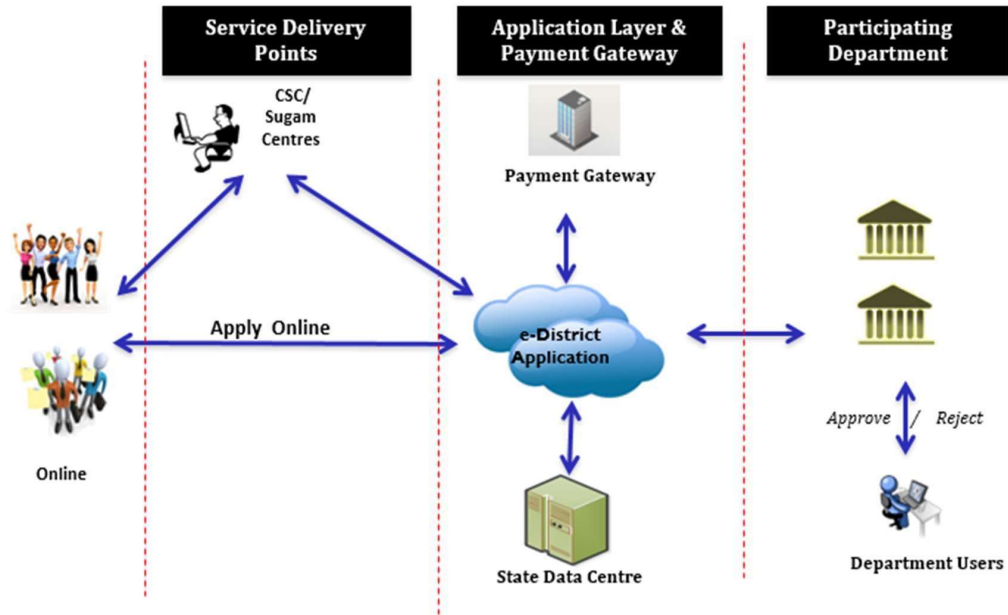 Service Delivery
Points
Application Layer &
Payment Gateway
Participating
Department
CSC/
Sugam
Centres
Payment Gateway
Apply Online
e-District
Application
Approve / Reject
Online
State Data Centre
Department Users